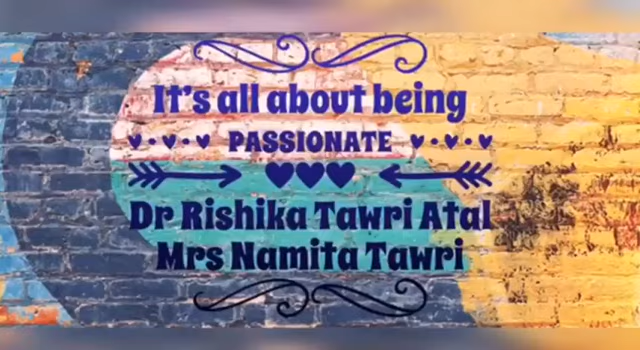 It's all about being
PASSIONATE
Dr Rishika Tawri Atal
Mrs Namita Tawri